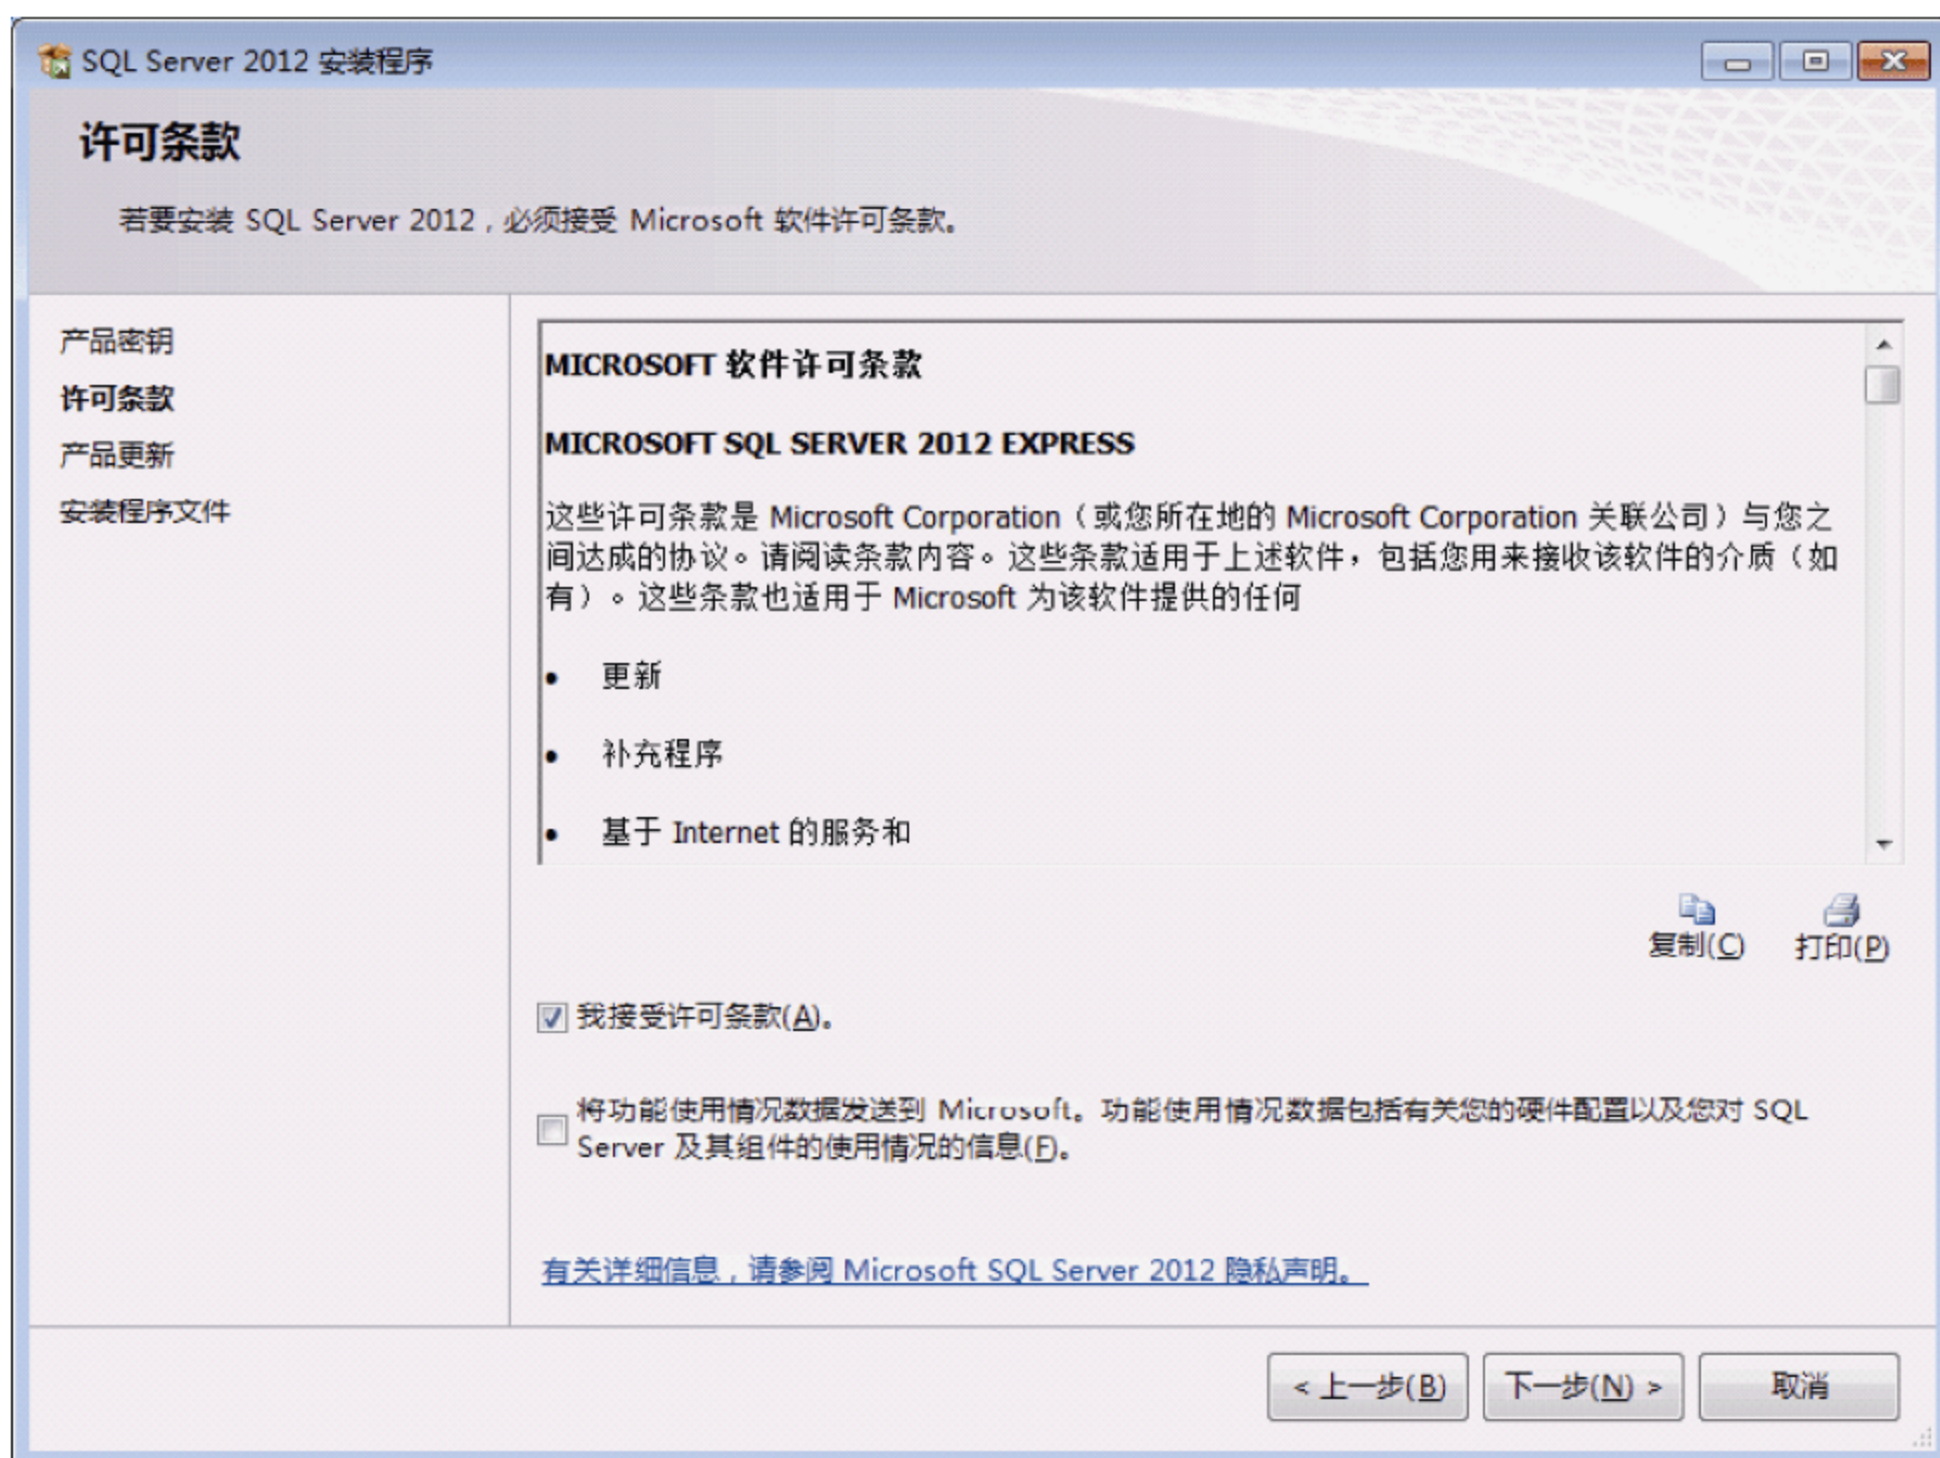 SQL Server 2012 安装程序
许可条款
若要安装 SQL Server 2012，必须接受 Microsoft 软件许可条款。
产品密钥
许可条款
产品更新
安装程序文件
MICROSOFT 软件许可条款
MICROSOFT SQL SERVER 2012 EXPRESS
这些许可条款是 Microsoft Corporation（或您所在地的 Microsoft Corporation 关联公司）与您之
间达成的协议。请阅读条款内容。这些条款适用于上述软件，包括您用来接收该软件的介质（如
有）。这些条款也适用于 Microsoft 为该软件提供的任何
• 更新
• 补充程序
• 基于 Internet 的服务和
复制(C) 打印(P)
我接受许可条款(A)。
将功能使用情况数据发送到 Microsoft。功能使用情况数据包括有关您的硬件配置以及您对 SQL
Server 及其组件的使用情况的信息(F)。
有关详细信息，请参阅 Microsoft SQL Server 2012 隐私声明。
< 上一步(B) 下一步(N) > 取消